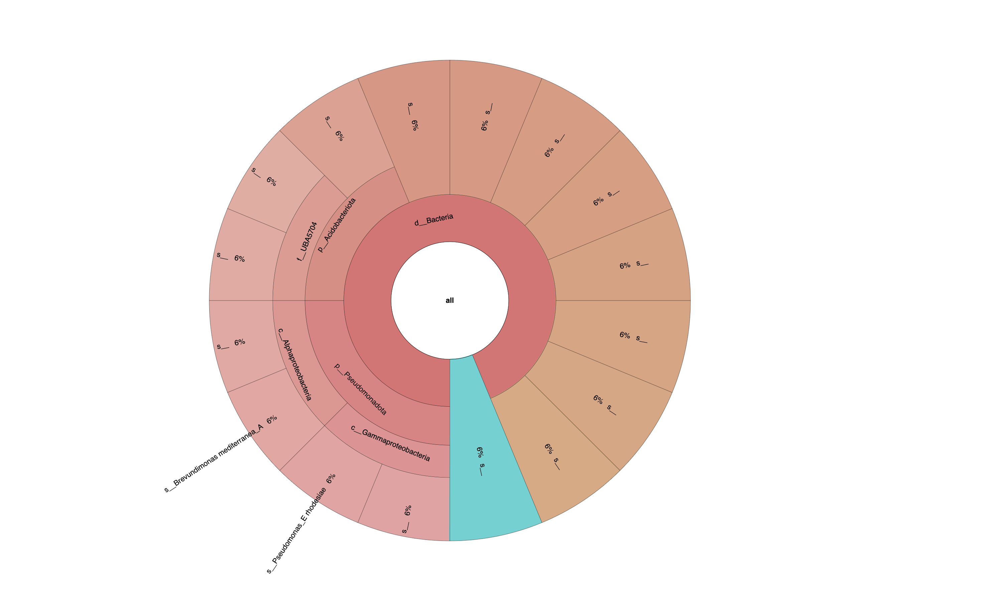 all
d__Bacteria
p__Acidobacteriota
f__UBA5704
p__Pseudomonadota
c__Alphaproteobacteria
c__Gammaproteobacteria
s__ 6%
6% s__
6% s__
6% s__
6% s__
6% s__
6% s__
6% s__
6% s__
s__ 6%
s__Pseudomonas_E rhodesiae 6%
s__Brevundimonas mediterranea_A 6%
s__ 6%
s__ 6%
s__ 6%
s__ 6%